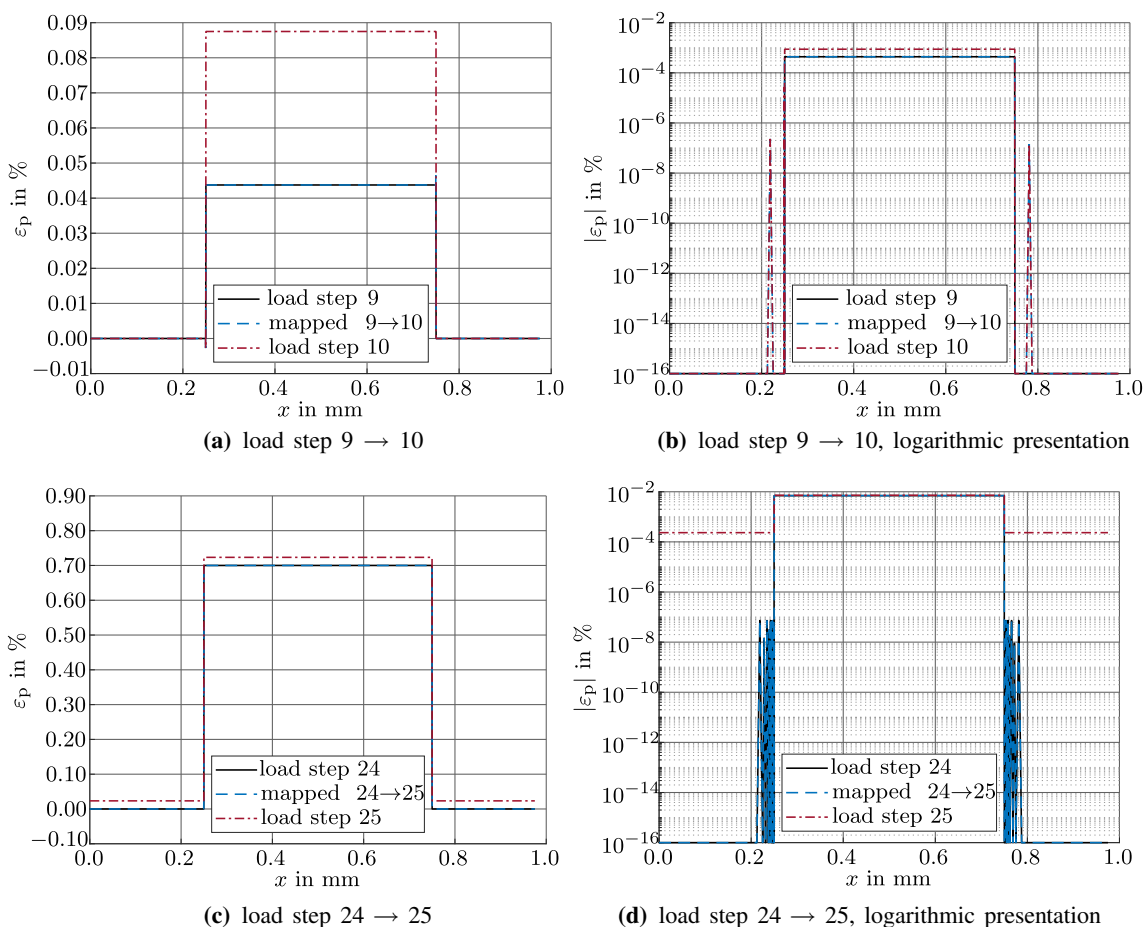 0.09
0.08
0.07
0.06
0.05
0.04
0.03
0.02
0.01
0.00
−0.01
εp in %
load step 9
mapped 9→10
load step 10
0.0 0.2 0.4 0.6 0.8 1.0
x in mm
(a) load step 9 → 10
10−2
10−4
10−6
10−8
10−10
10−12
10−14
10−16
|εp| in %
load step 9
mapped 9→10
load step 10
0.0 0.2 0.4 0.6 0.8 1.0
x in mm
(b) load step 9 → 10, logarithmic presentation
0.90
0.80
0.70
0.60
0.50
0.40
0.30
0.20
0.10
0.00
−0.10
εp in %
load step 24
mapped 24→25
load step 25
0.0 0.2 0.4 0.6 0.8 1.0
x in mm
(c) load step 24 → 25
10−2
10−4
10−6
10−8
10−10
10−12
10−14
10−16
|εp| in %
load step 24
mapped 24→25
load step 25
0.0 0.2 0.4 0.6 0.8 1.0
x in mm
(d) load step 24 → 25, logarithmic presentation